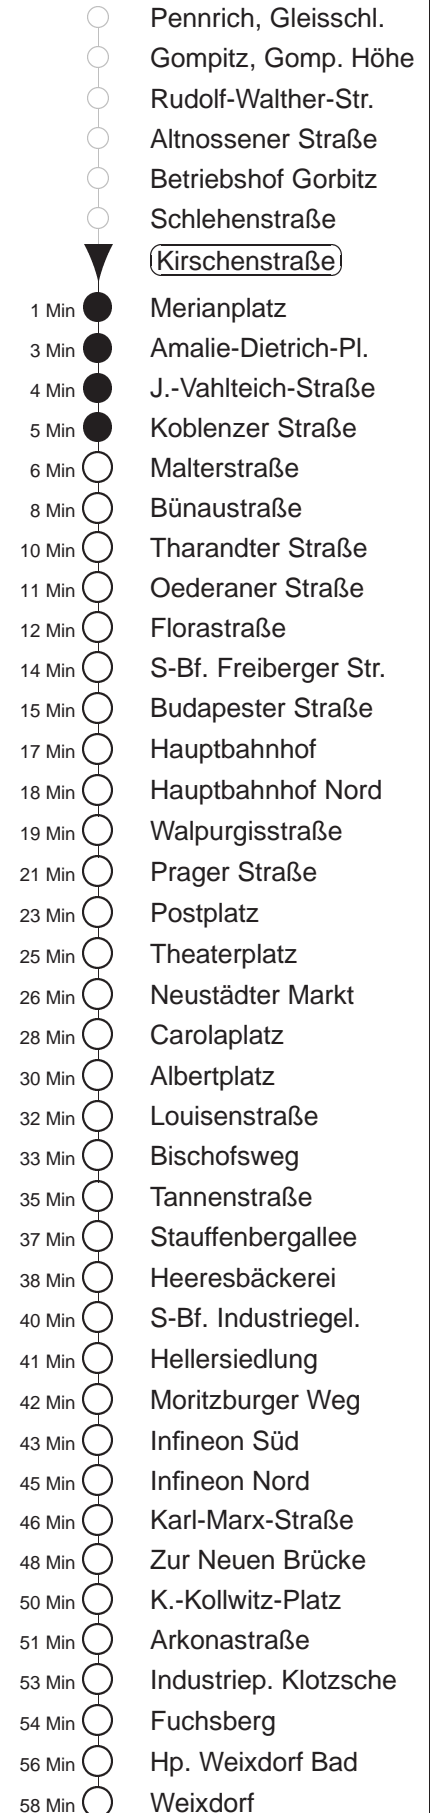 Pennrich, Gleisschl.
Gompitz, Gomp. Höhe
Rudolf-Walther-Str.
Altnossener Straße
Betriebshof Gorbitz
Schlehenstraße
Kirschenstraße
1 Min Merianplatz
3 Min Amalie-Dietrich-Pl.
4 Min J.-Vahlteich-Straße
5 Min Koblenzer Straße
6 Min Malterstraße
8 Min Bünaustraße
10 Min Tharandter Straße
11 Min Oederaner Straße
12 Min Florastraße
14 Min S-Bf. Freiberger Str.
15 Min Budapester Straße
17 Min Hauptbahnhof
18 Min Hauptbahnhof Nord
19 Min Walpurgisstraße
21 Min Prager Straße
23 Min Postplatz
25 Min Theaterplatz
26 Min Neustädter Markt
28 Min Carolaplatz
30 Min Albertplatz
32 Min Louisenstraße
33 Min Bischofsweg
35 Min Tannenstraße
37 Min Stauffenbergallee
38 Min Heeresbäckerei
40 Min S-Bf. Industriegel.
41 Min Hellersiedlung
42 Min Moritzburger Weg
43 Min Infineon Süd
45 Min Infineon Nord
46 Min Karl-Marx-Straße
48 Min Zur Neuen Brücke
50 Min K.-Kollwitz-Platz
51 Min Arkonastraße
53 Min Industriep. Klotzsche
54 Min Fuchsberg
56 Min Hp. Weixdorf Bad
58 Min Weixdorf